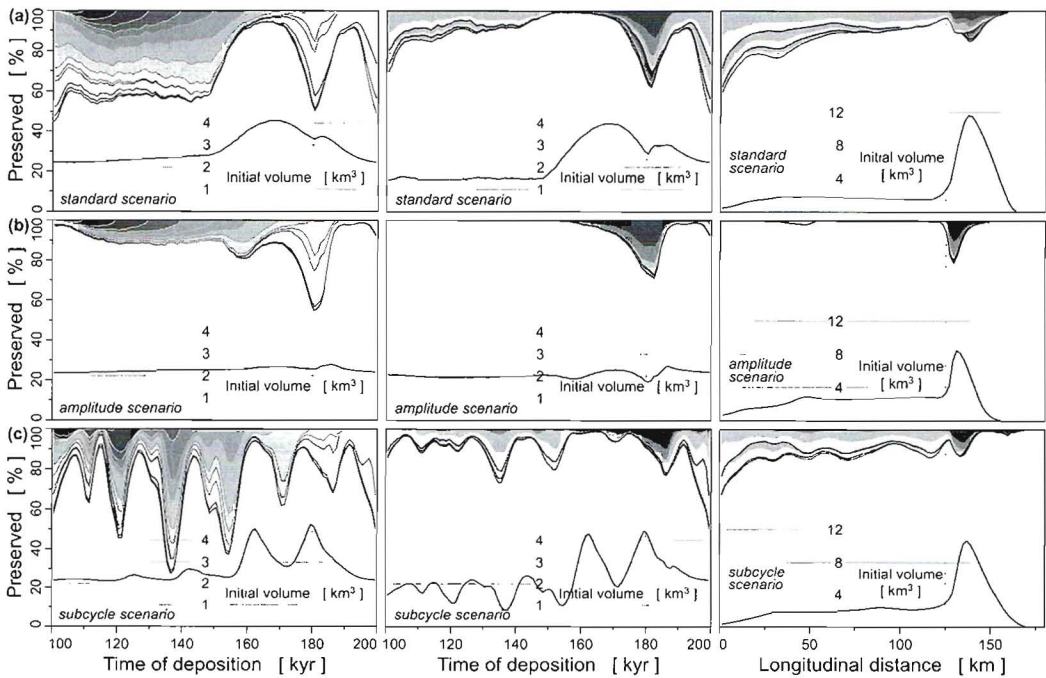 (a)
Preserved [ % ]
100
80
60
40
20
0
4
3
2
1
Initial volume [ km³ ]
standard scenario
4
3
2
1
Initial volume [ km³ ]
standard scenario
12
8
4
Initial volume
[ km³ ]
standard
scenario
(b)
Preserved [ % ]
100
80
60
40
20
0
4
3
2
1
Initial volume [ km³ ]
amplitude scenario
4
3
2
1
Initial volume [ km³ ]
amplitude scenario
12
8
4
Initial volume
[ km³ ]
amplitude
scenario
(c)
Preserved [ % ]
100
80
60
40
20
0
4
3
2
1
Initial volume [ km³ ]
subcycle scenario
4
3
2
1
Initial volume [ km³ ]
subcycle scenario
12
8
4
Initial volume
[ km³ ]
subcycle
scenario
100 120 140 160 180 200
Time of deposition [ kyr ]
100 120 140 160 180 200
Time of deposition [ kyr ]
0 50 100 150
Longitudinal distance [ km ]